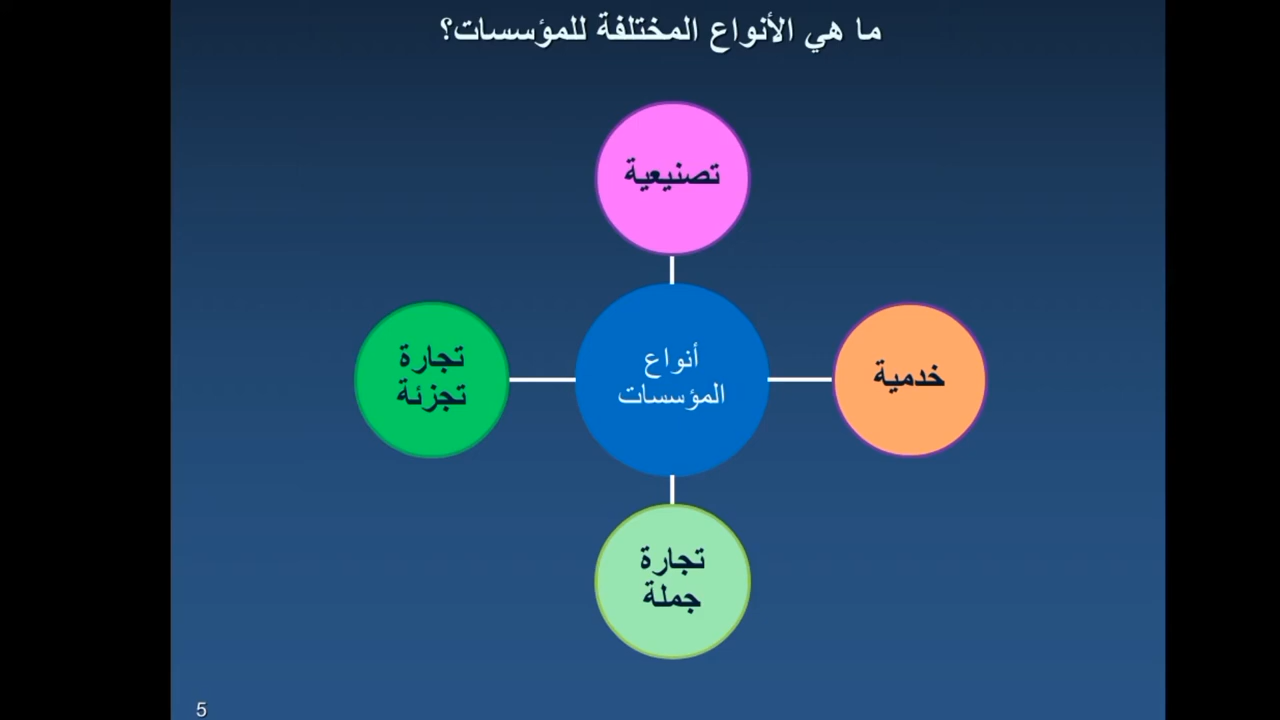 ما هي الأنواع المختلفة للمؤسسات؟
تصنيعية
خدمية
أنواع
المؤسسات
تجارة
تجزئة
تجارة
جملة
5